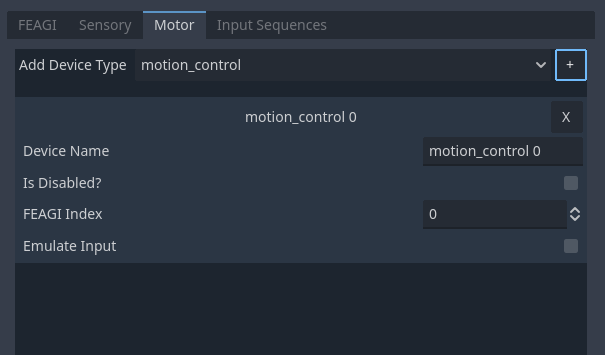 FEAGI Sensory Motor Input Sequences
Add Device Type motion_control +
motion_control 0 X
Device Name motion_control 0
Is Disabled?
FEAGI Index 0
Emulate Input